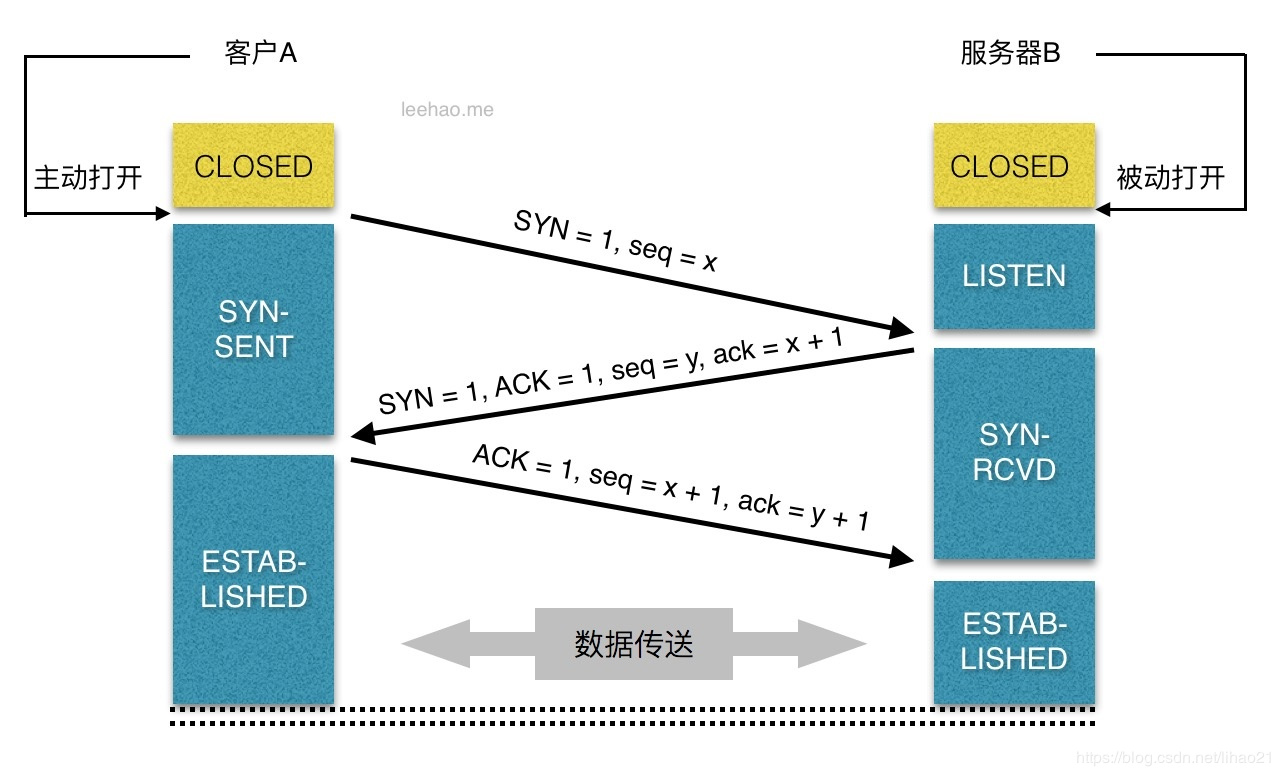 客户A
服务器B
leehao.me
CLOSED
CLOSED
主动打开
被动打开
SYN = 1, seq = x
SYN-
SENT
LISTEN
SYN = 1, ACK = 1, seq = y, ack = x + 1
SYN-
RCVD
ACK = 1, seq = x + 1, ack = y + 1
ESTAB-
LISHED
数据传送
ESTAB-
LISHED
https://blog.csdn.net/lihao21